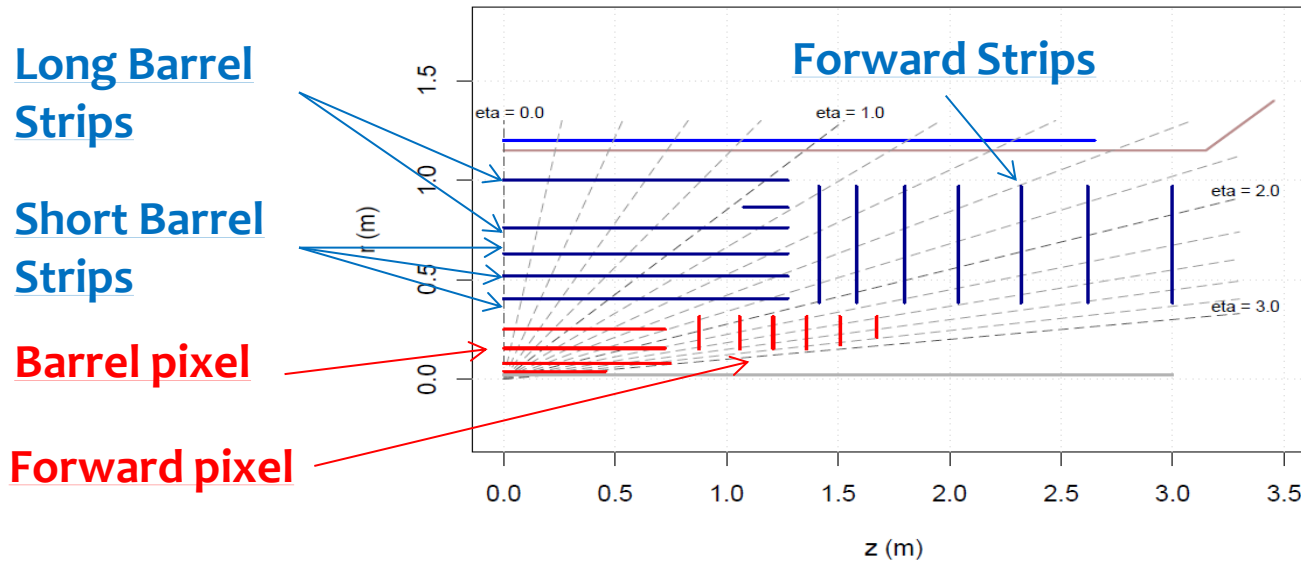 Long Barrel
Strips
Forward Strips
Short Barrel
Strips
Barrel pixel
Forward pixel
eta = 0.0
eta = 1.0
eta = 2.0
eta = 3.0
r (m)
1.5
1.0
0.5
0.0
0.0 0.5 1.0 1.5 2.0 2.5 3.0 3.5
z (m)